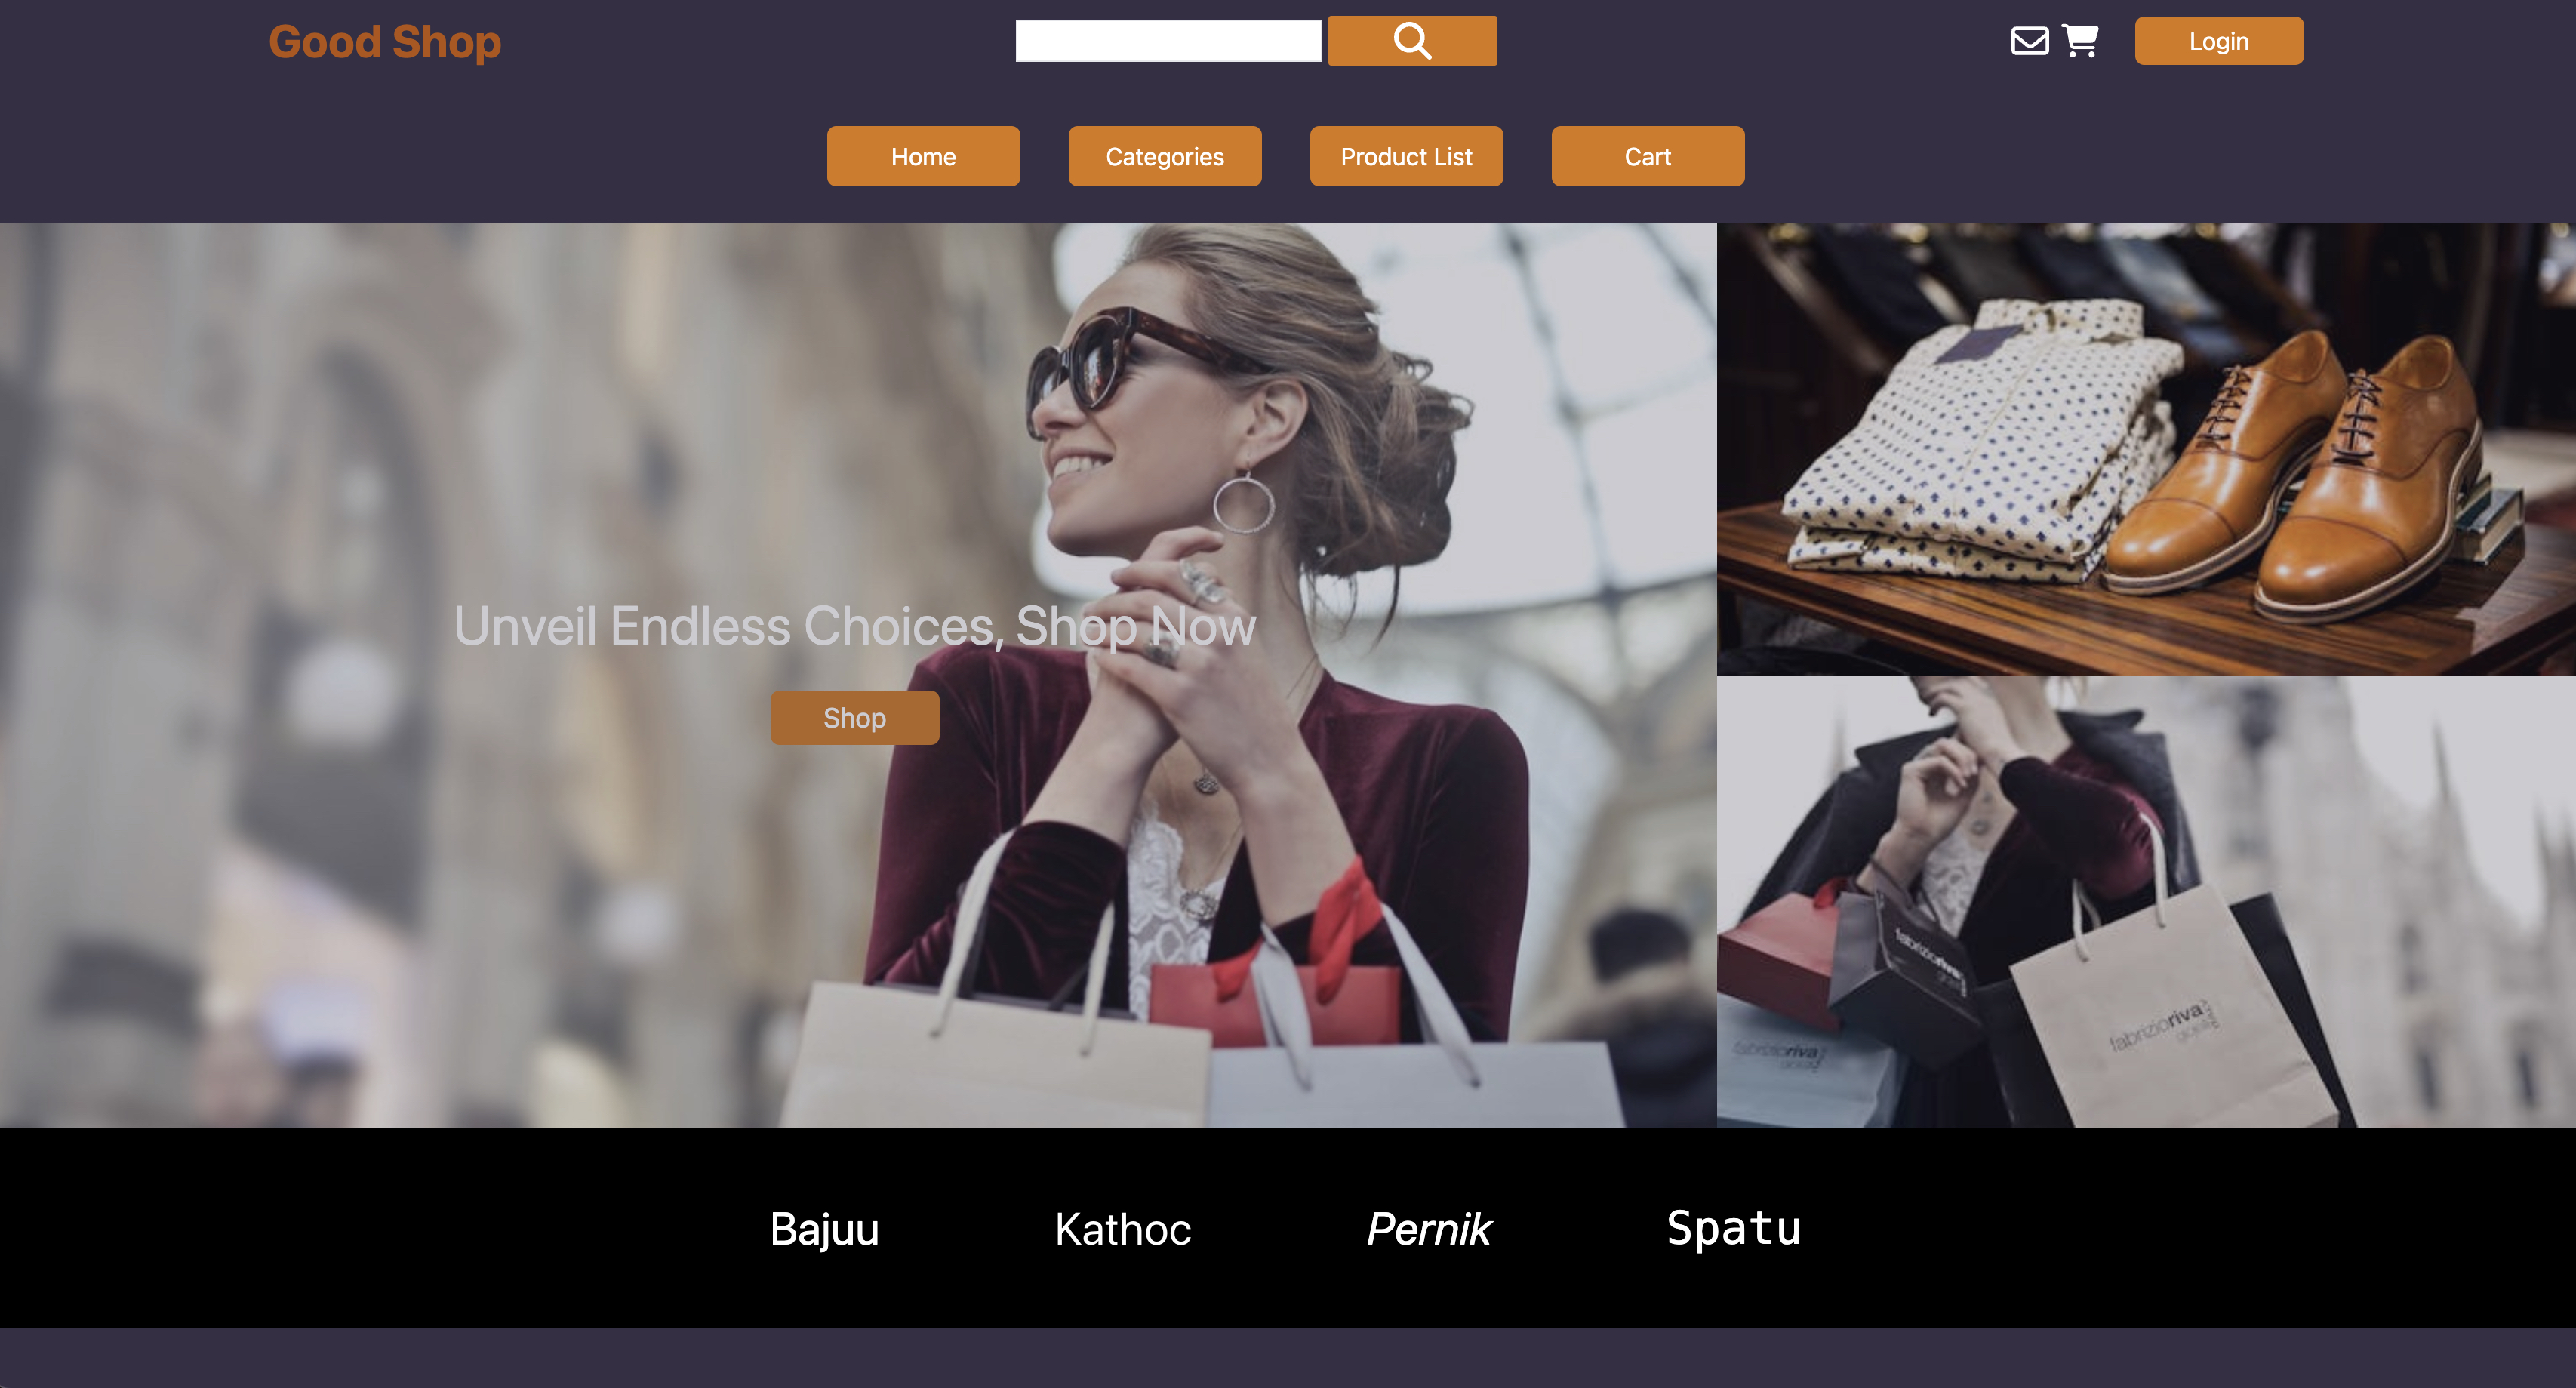 Good Shop
Login
Home
Categories
Product List
Cart
Unveil Endless Choices, Shop Now
Shop
fabrizioriva
fabrizioriva
fabrizioriva
Bajuu
Kathoc
Pernik
Spatu